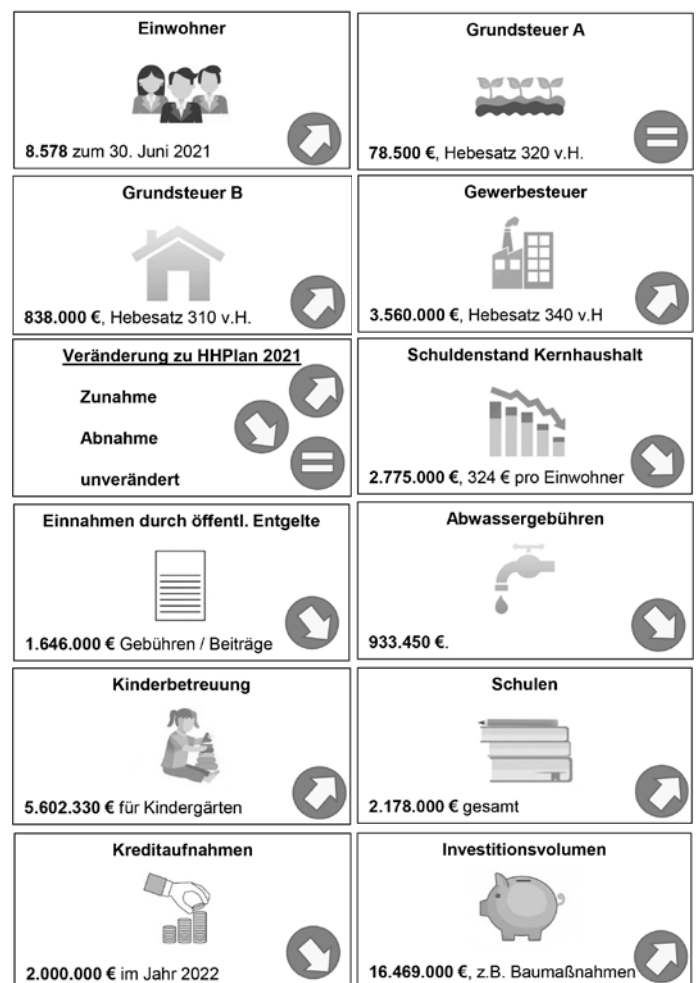 Einwohner
8.578 zum 30. Juni 2021
Grundsteuer A
78.500 €, Hebesatz 320 v.H.
Grundsteuer B
838.000 €, Hebesatz 310 v.H.
Gewerbesteuer
3.560.000 €, Hebesatz 340 v.H
Veränderung zu HHPlan 2021
Zunahme
Abnahme
unverändert
Schuldenstand Kernhaushalt
2.775.000 €, 324 € pro Einwohner
Einnahmen durch öffentl. Entgelte
1.646.000 € Gebühren / Beiträge
Abwassergebühren
933.450 €.
Kinderbetreuung
5.602.330 € für Kindergärten
Schulen
2.178.000 € gesamt
Kreditaufnahmen
2.000.000 € im Jahr 2022
Investitionsvolumen
16.469.000 €, z.B. Baumaßnahmen